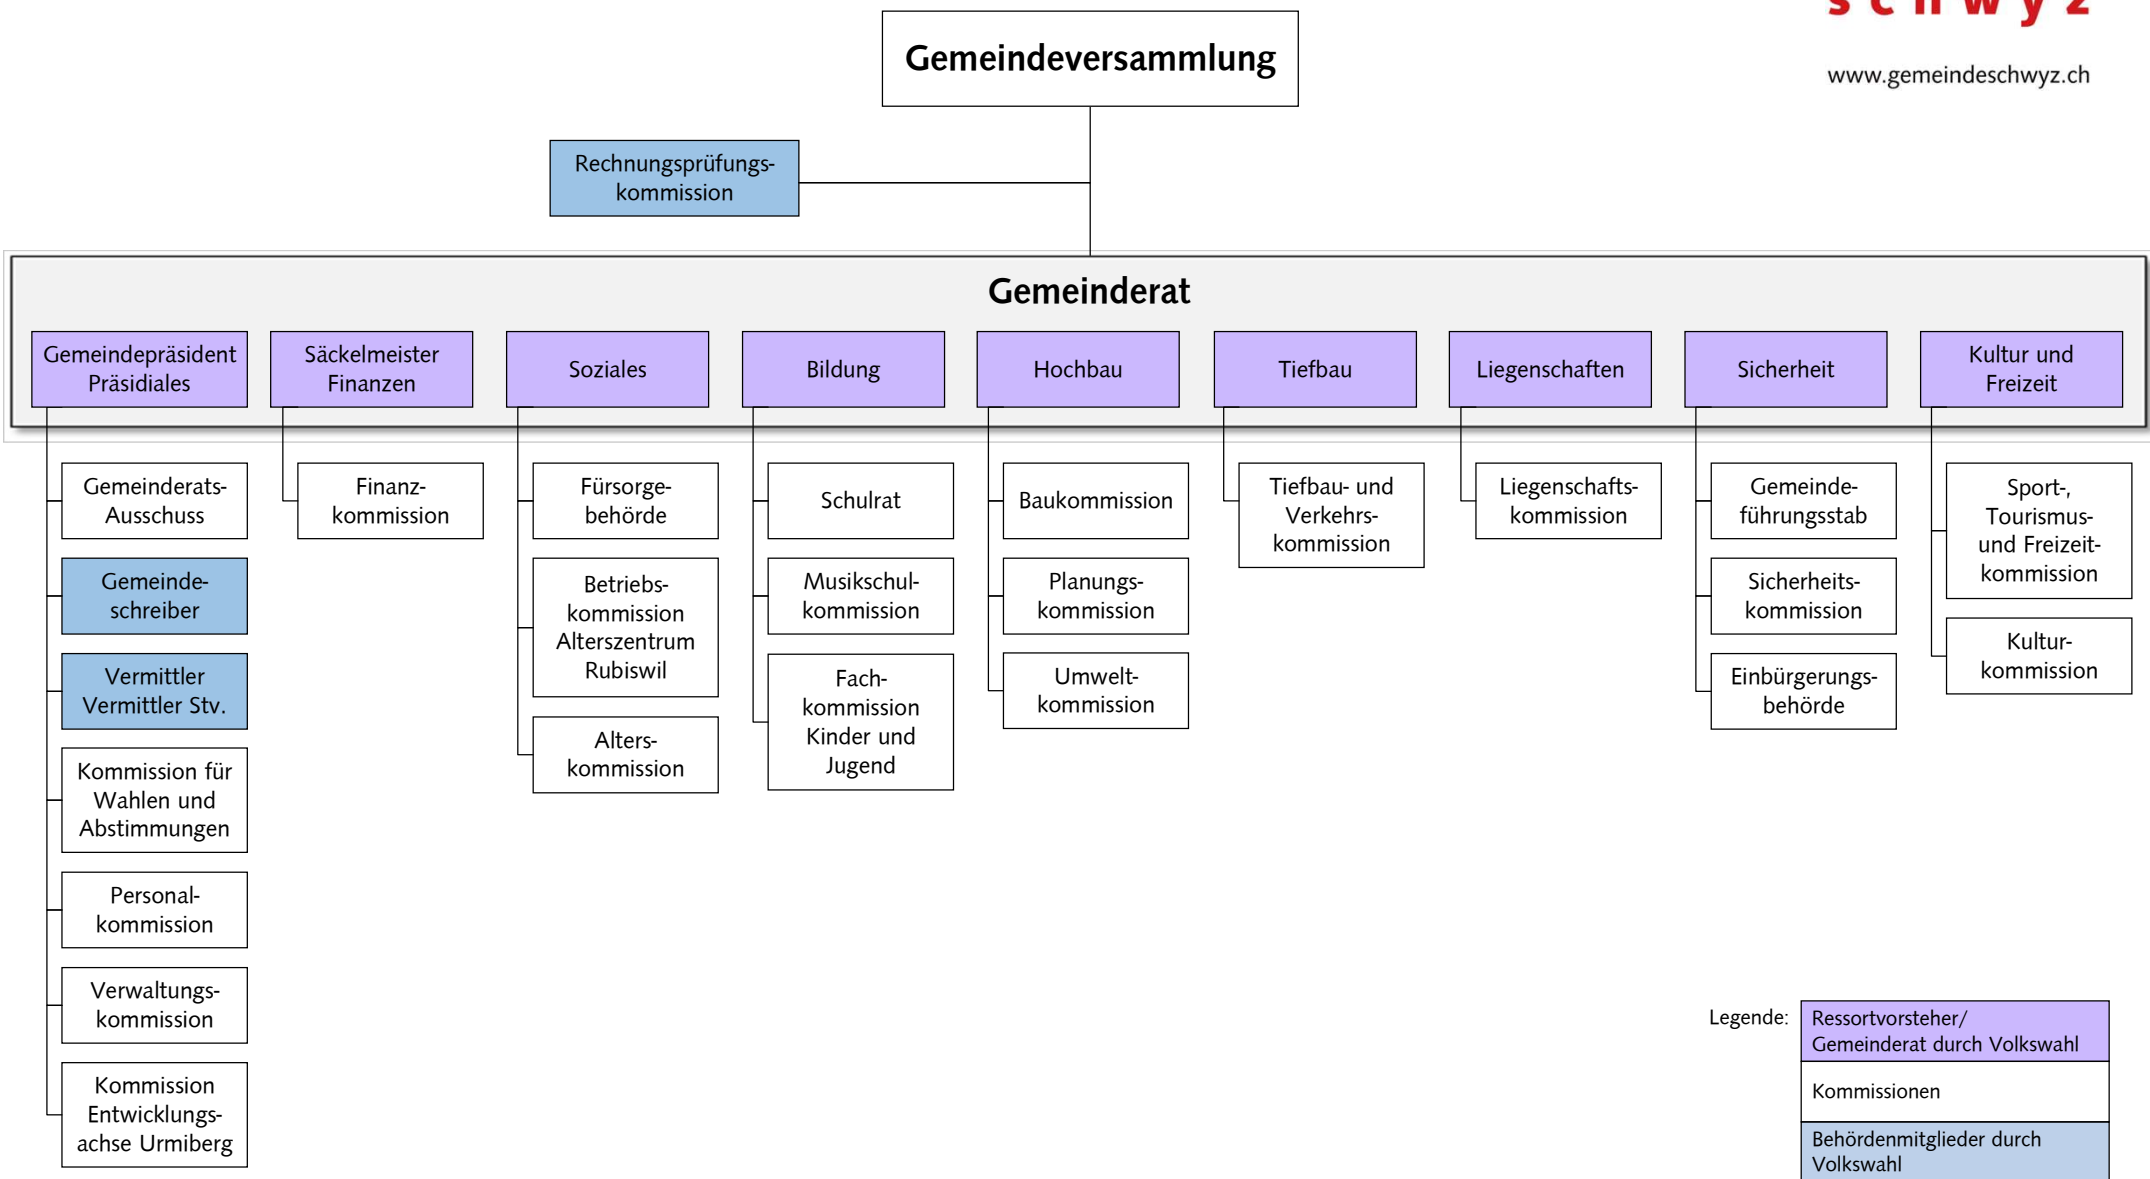 schwyz
www.gemeindeschwyz.ch
Gemeindeversammlung
Rechnungsprüfungs-
kommission
Gemeinderat
Gemeindepräsident
Präsidiales
Säckelmeister
Finanzen
Soziales
Bildung
Hochbau
Tiefbau
Liegenschaften
Sicherheit
Kultur und
Freizeit
Gemeinderats-
Ausschuss
Gemeinde-
schreiber
Vermittler
Vermittler Stv.
Kommission für
Wahlen und
Abstimmungen
Personal-
kommission
Verwaltungs-
kommission
Kommission
Entwicklungs-
achse Urmiberg
Finanz-
kommission
Fürsorge-
behörde
Betriebs-
kommission
Alterszentrum
Rubiswil
Alters-
kommission
Schulrat
Musikschul-
kommission
Fach-
kommission
Kinder und
Jugend
Baukommission
Planungs-
kommission
Umwelt-
kommission
Tiefbau- und
Verkehrs-
kommission
Liegenschafts-
kommission
Gemeinde-
führungsstab
Sicherheits-
kommission
Einbürgerungs-
behörde
Sport-,
Tourismus-
und Freizeit-
kommission
Kultur-
kommission
Legende:
Ressortvorsteher/
Gemeinderat durch Volkswahl
Kommissionen
Behördenmitglieder durch
Volkswahl